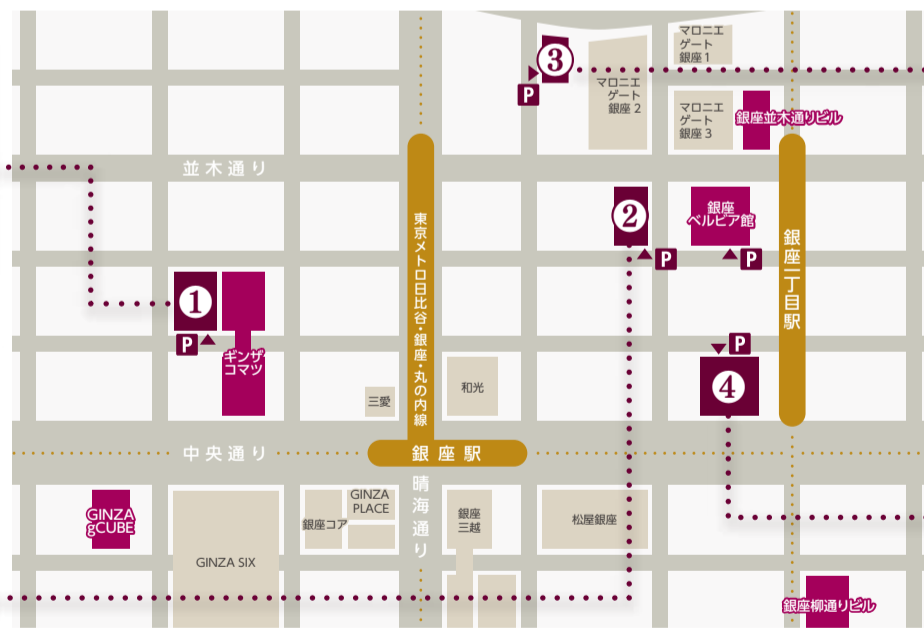 マロニエ
ゲート
銀座 1
③
P
マロニエ
ゲート
銀座 2
マロニエ
ゲート
銀座 3
銀座並木通りビル
並木通り
②
銀座
ベルビア館
P
P
東京メトロ日比谷・銀座・丸の内線
銀座一丁目駅
①
P
ギンザ
コマツ
P
④
三愛
和光
中央通り
銀座駅
晴海通り
GINZA
gCUBE
GINZA SIX
銀座コア
GINZA
PLACE
銀座
三越
松屋銀座
銀座柳通りビル